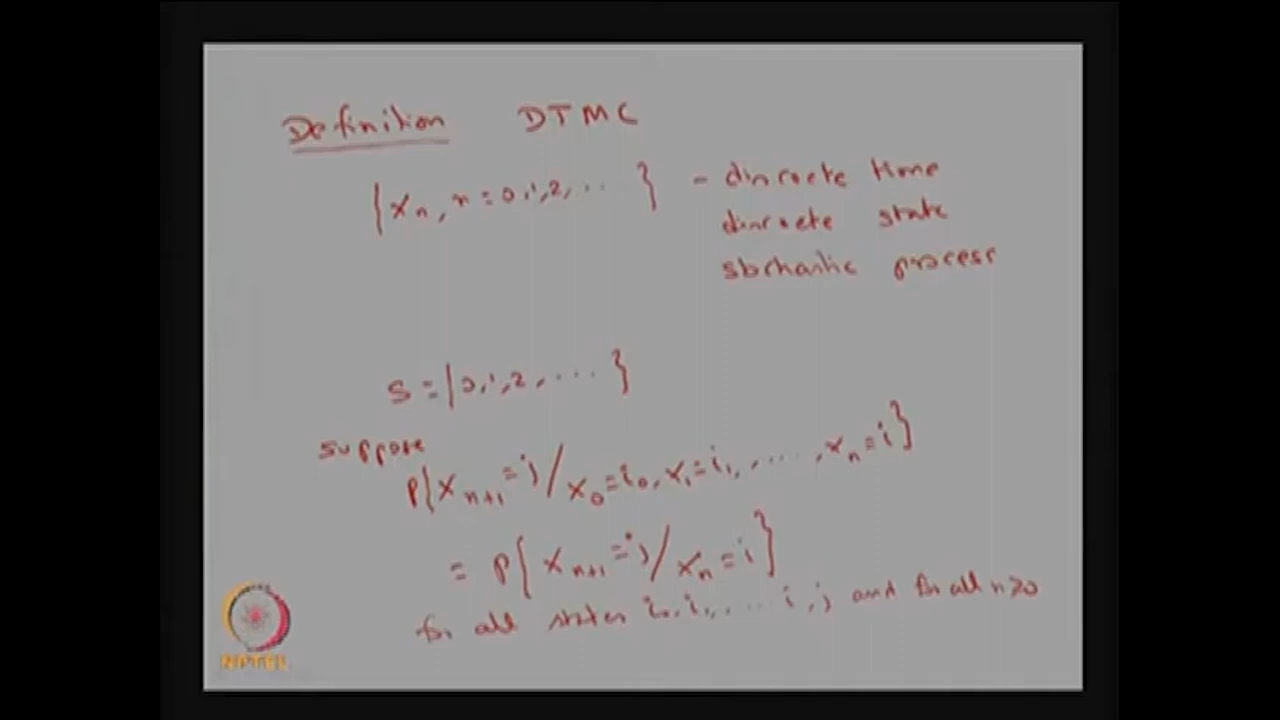 Definition DTMC
{Xn, n = 0,1,2, ... } - discrete time
discrete state
stochastic process
S = {0,1,2, ... }
suppose
P{Xn+1 = j / X0 = i0, X1 = i1, ..., Xn = i}
= P{Xn+1 = j / Xn = i}
for all states i0, i1, ... i, j and for all n ≥ 0
NPTEL